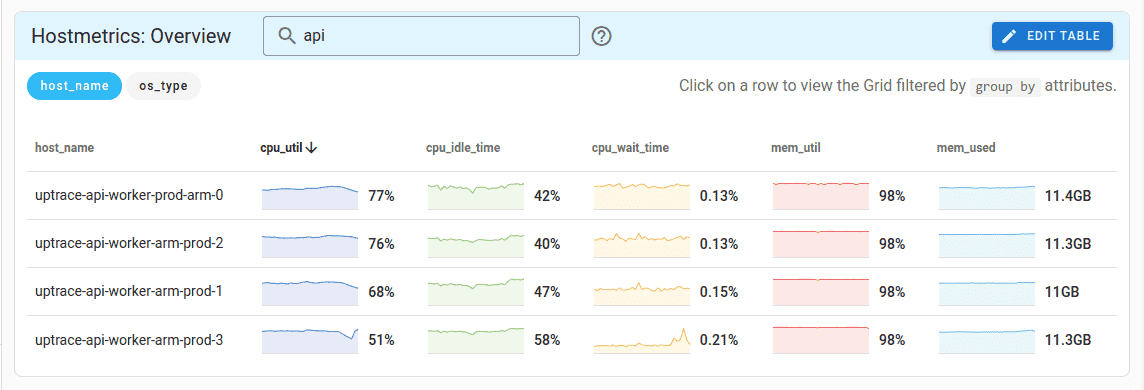 Hostmetrics: Overview api ? EDIT TABLE
host_name os_type Click on a row to view the Grid filtered by group by attributes.
host_name cpu_util cpu_idle_time cpu_wait_time mem_util mem_used
uptrace-api-worker-prod-arm-0 77% 42% 0.13% 98% 11.4GB
uptrace-api-worker-arm-prod-2 76% 40% 0.13% 98% 11.3GB
uptrace-api-worker-arm-prod-1 68% 47% 0.15% 98% 11GB
uptrace-api-worker-arm-prod-3 51% 58% 0.21% 98% 11.3GB